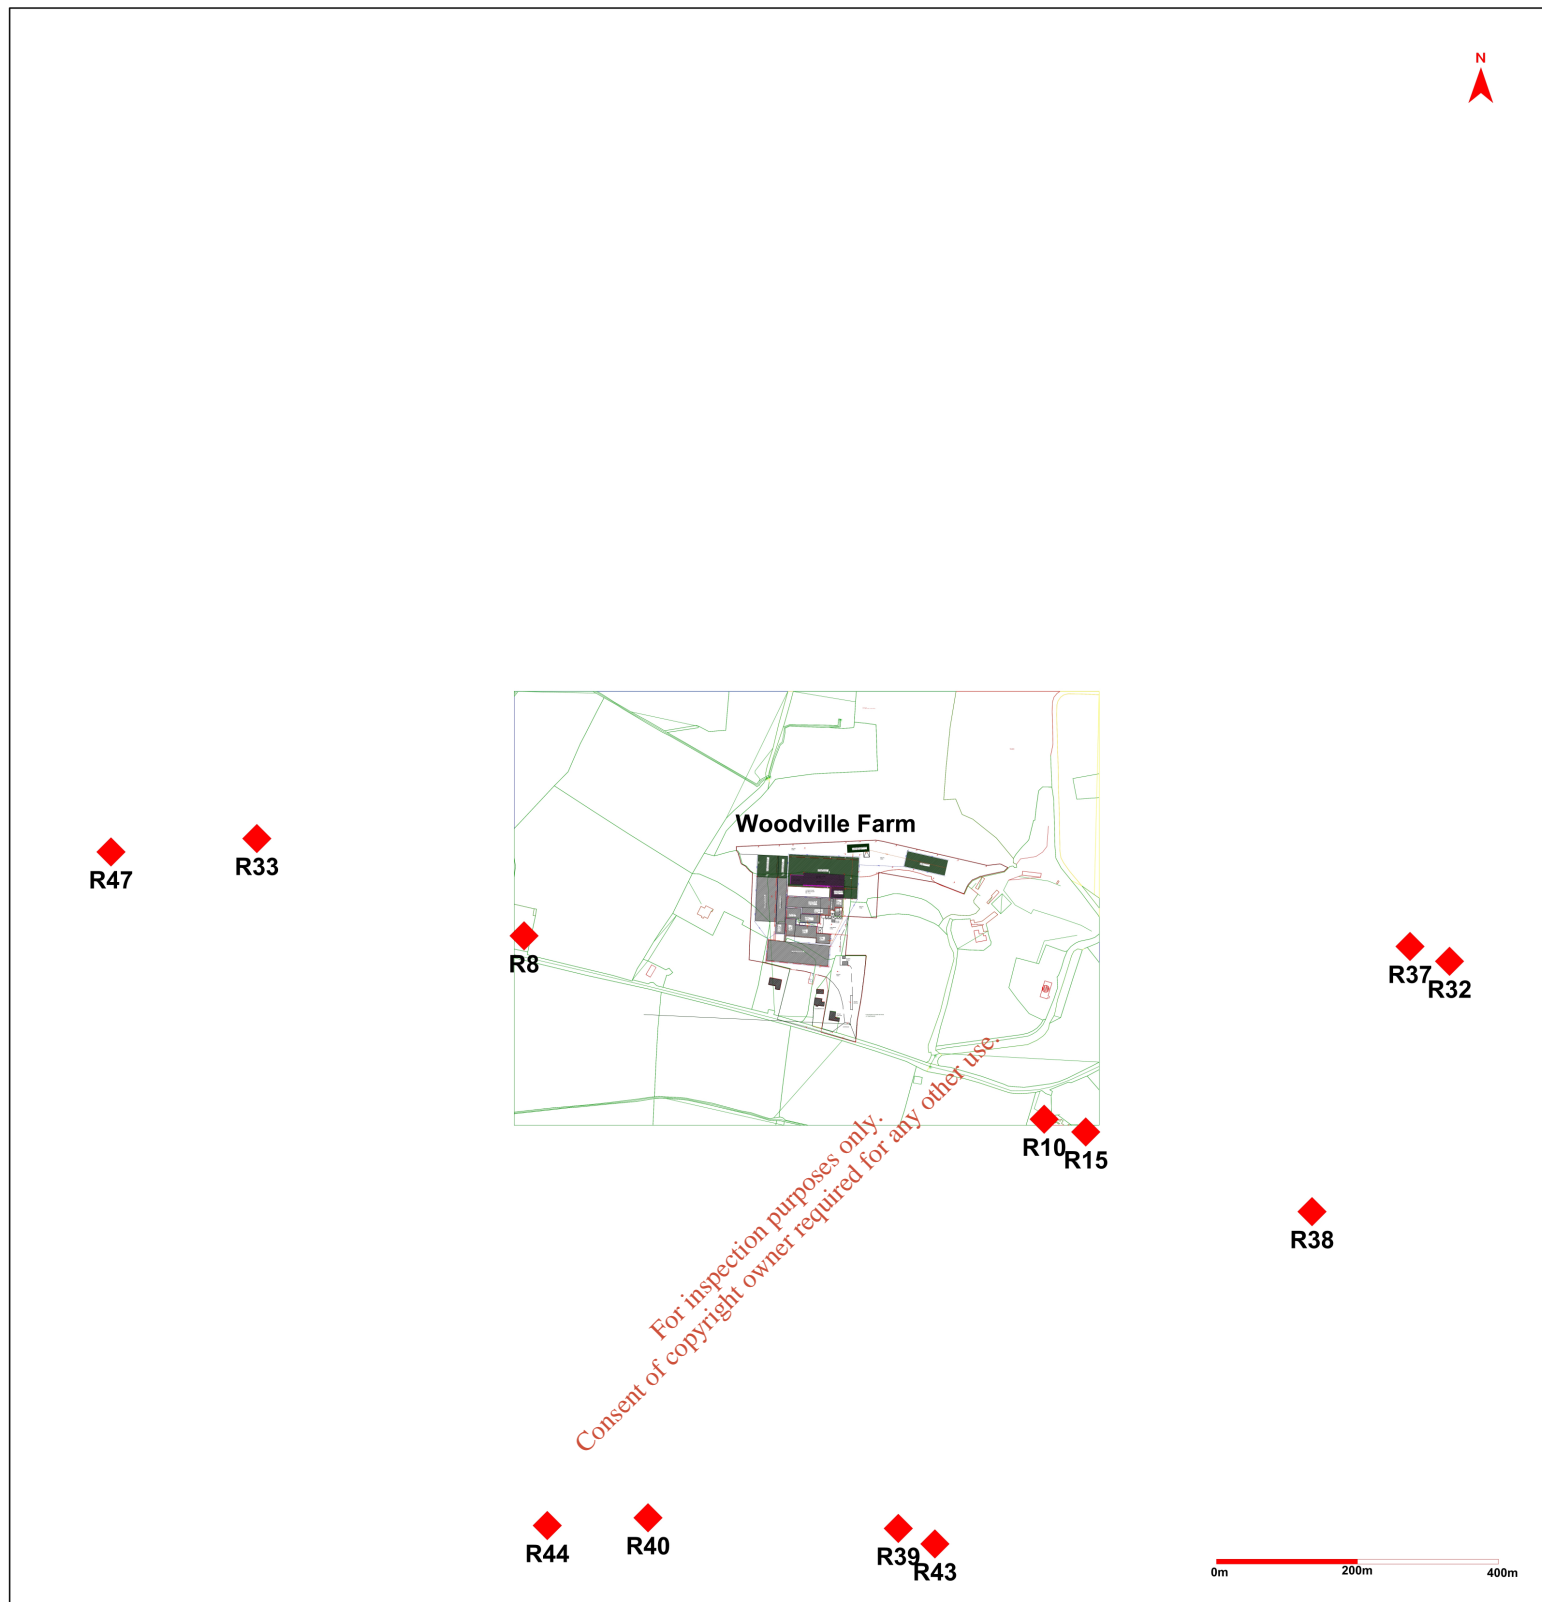 N
Woodville Farm
R47
R33
R8
R37
R32
R10
R15
R38
For inspection purposes only.
Consent of copyright owner required for any other use.
R44
R40
R39
R43
0m
200m
400m